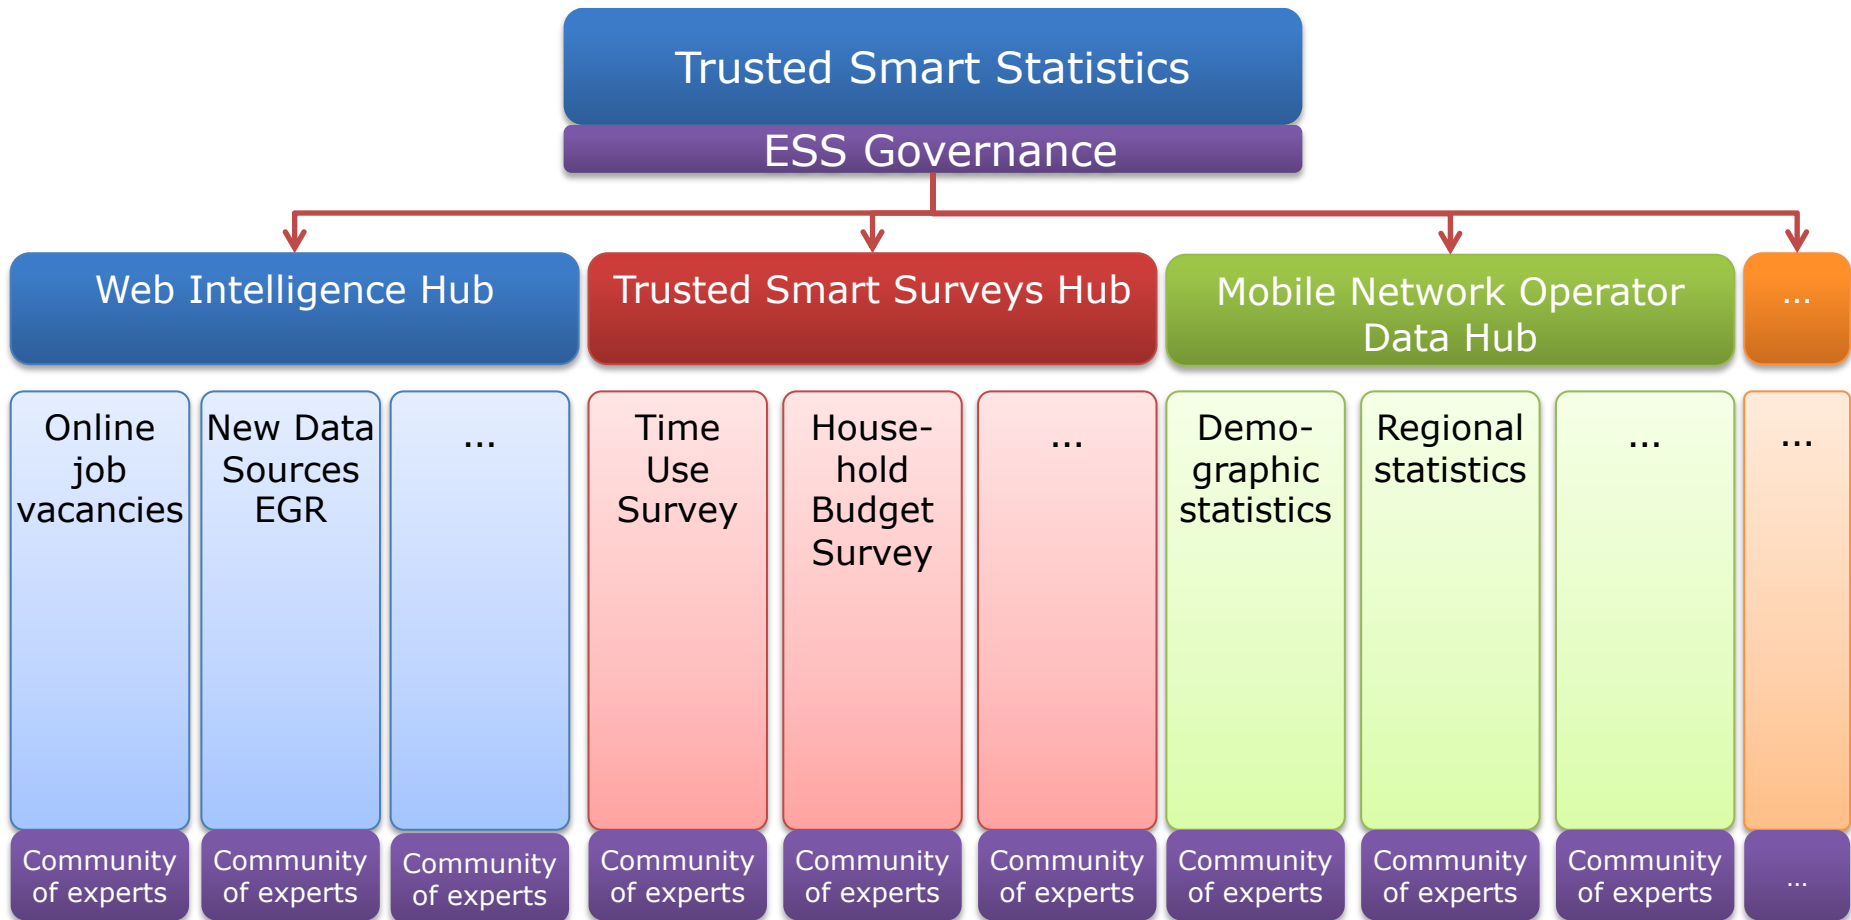 Trusted Smart Statistics
ESS Governance
Web Intelligence Hub
Trusted Smart Surveys Hub
Mobile Network Operator
Data Hub
...
Online
job
vacancies
New Data
Sources
EGR
...
Time
Use
Survey
House-
hold
Budget
Survey
...
Demo-
graphic
statistics
Regional
statistics
...
...
Community
of experts
Community
of experts
Community
of experts
Community
of experts
Community
of experts
Community
of experts
Community
of experts
Community
of experts
Community
of experts
...